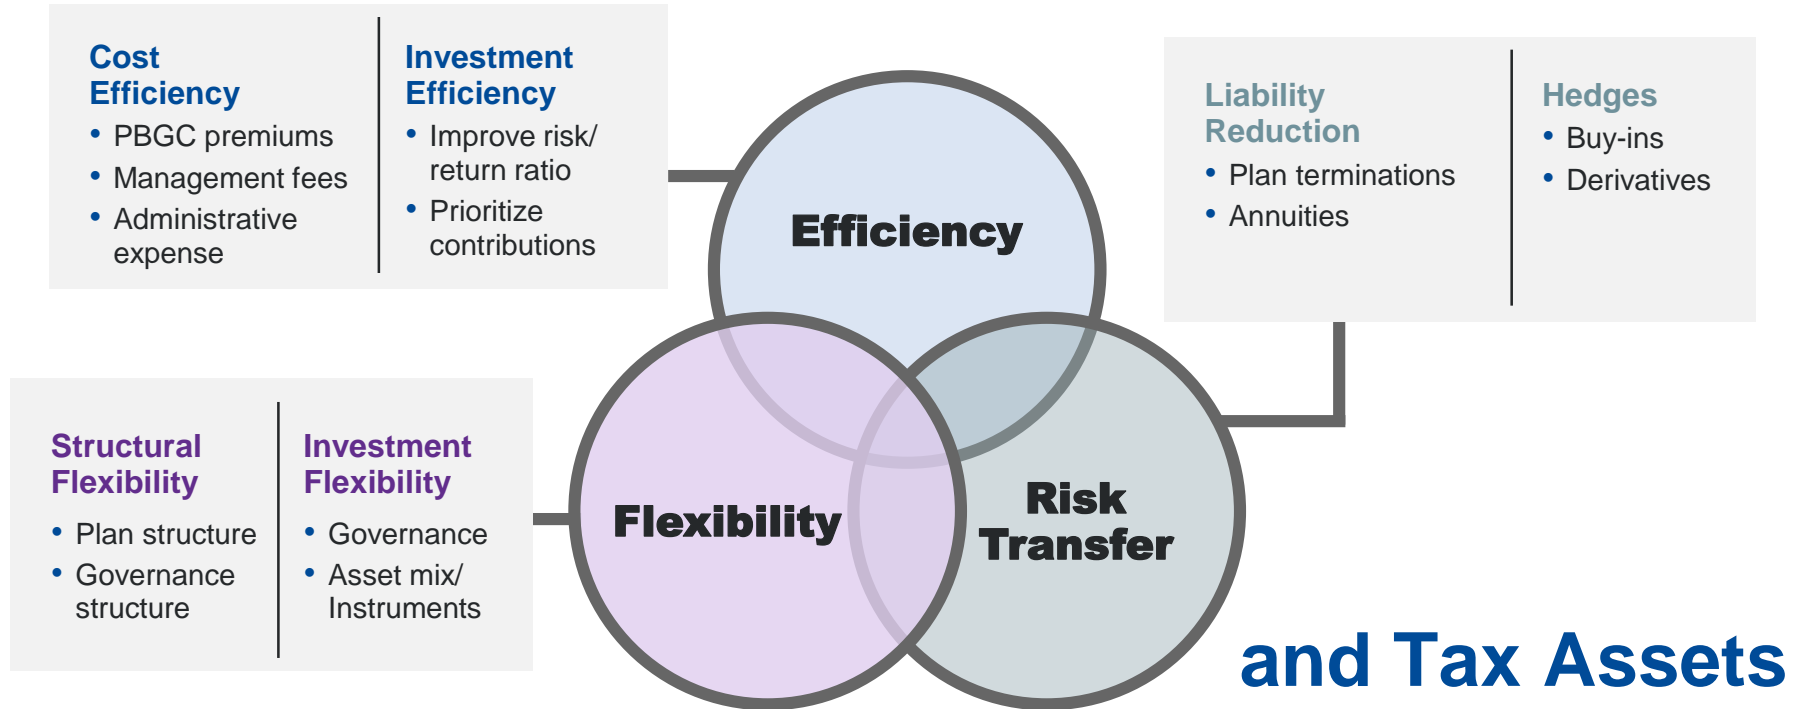 Cost
Efficiency
• PBGC premiums
• Management fees
• Administrative
expense
Investment
Efficiency
• Improve risk/
return ratio
• Prioritize
contributions
Efficiency
Liability
Reduction
• Plan terminations
• Annuities
Hedges
• Buy-ins
• Derivatives
Structural
Flexibility
• Plan structure
• Governance
structure
Investment
Flexibility
• Governance
• Asset mix/
Instruments
Flexibility
Risk
Transfer
and Tax Assets